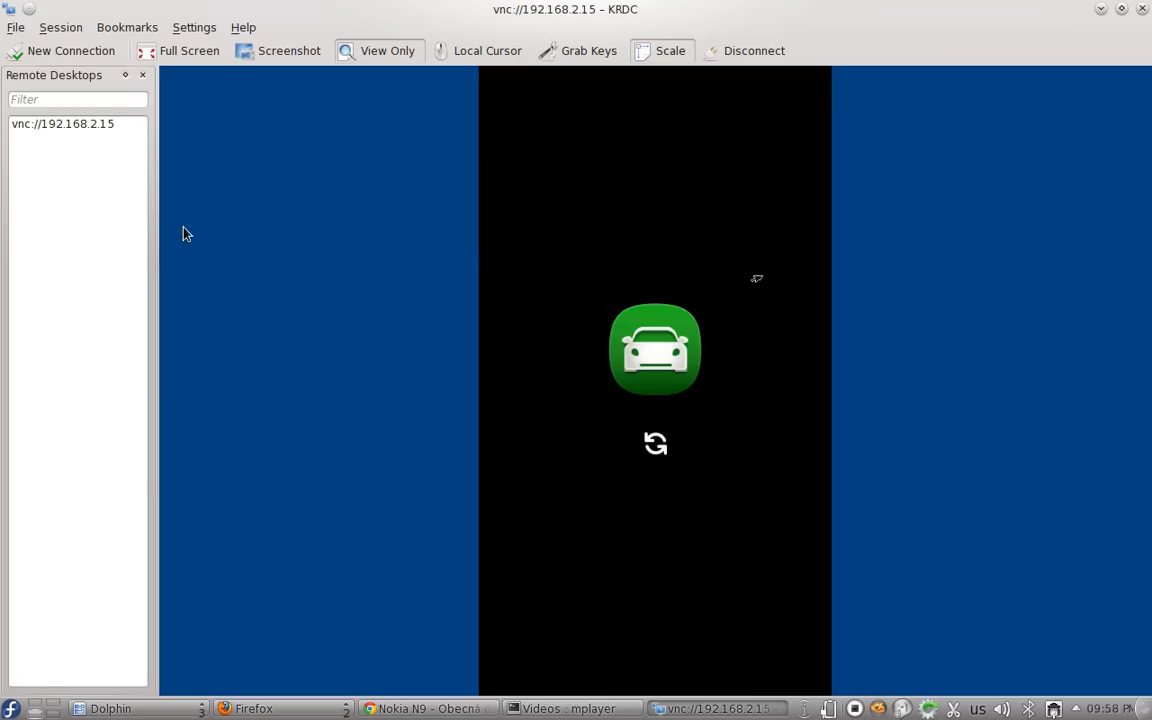 vnc://192.168.2.15 – KRDC
File Session Bookmarks Settings Help
New Connection Full Screen Screenshot View Only Local Cursor Grab Keys Scale Disconnect
Remote Desktops
Filter
vnc://192.168.2.15
Dolphin 3 Firefox 2 Nokia N9 – Obecná Videos : mplayer vnc://192.168.2.15 us 09:58